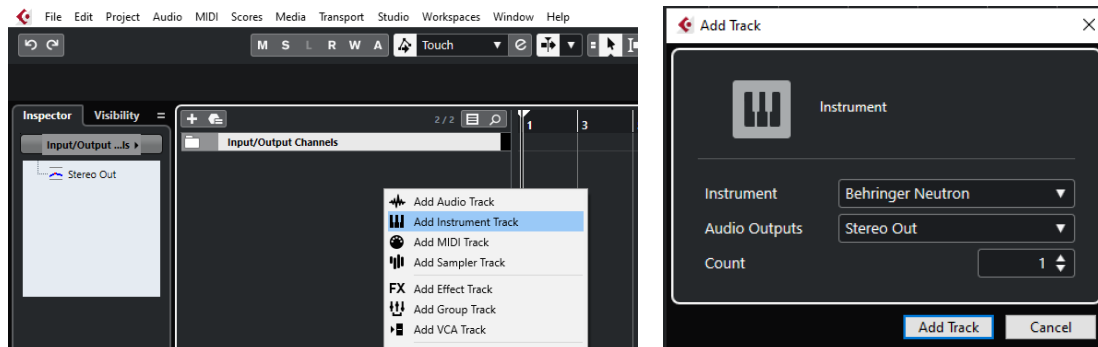 File Edit Project Audio MIDI Scores Media Transport Studio Workspaces Window Help
M S L R W A Touch
Inspector Visibility
2 / 2
1 3
Input/Output ...ls
Input/Output Channels
Stereo Out
Add Audio Track
Add Instrument Track
Add MIDI Track
Add Sampler Track
FX Add Effect Track
Add Group Track
Add VCA Track
Add Track
Instrument
Instrument Behringer Neutron
Audio Outputs Stereo Out
Count 1
Add Track Cancel